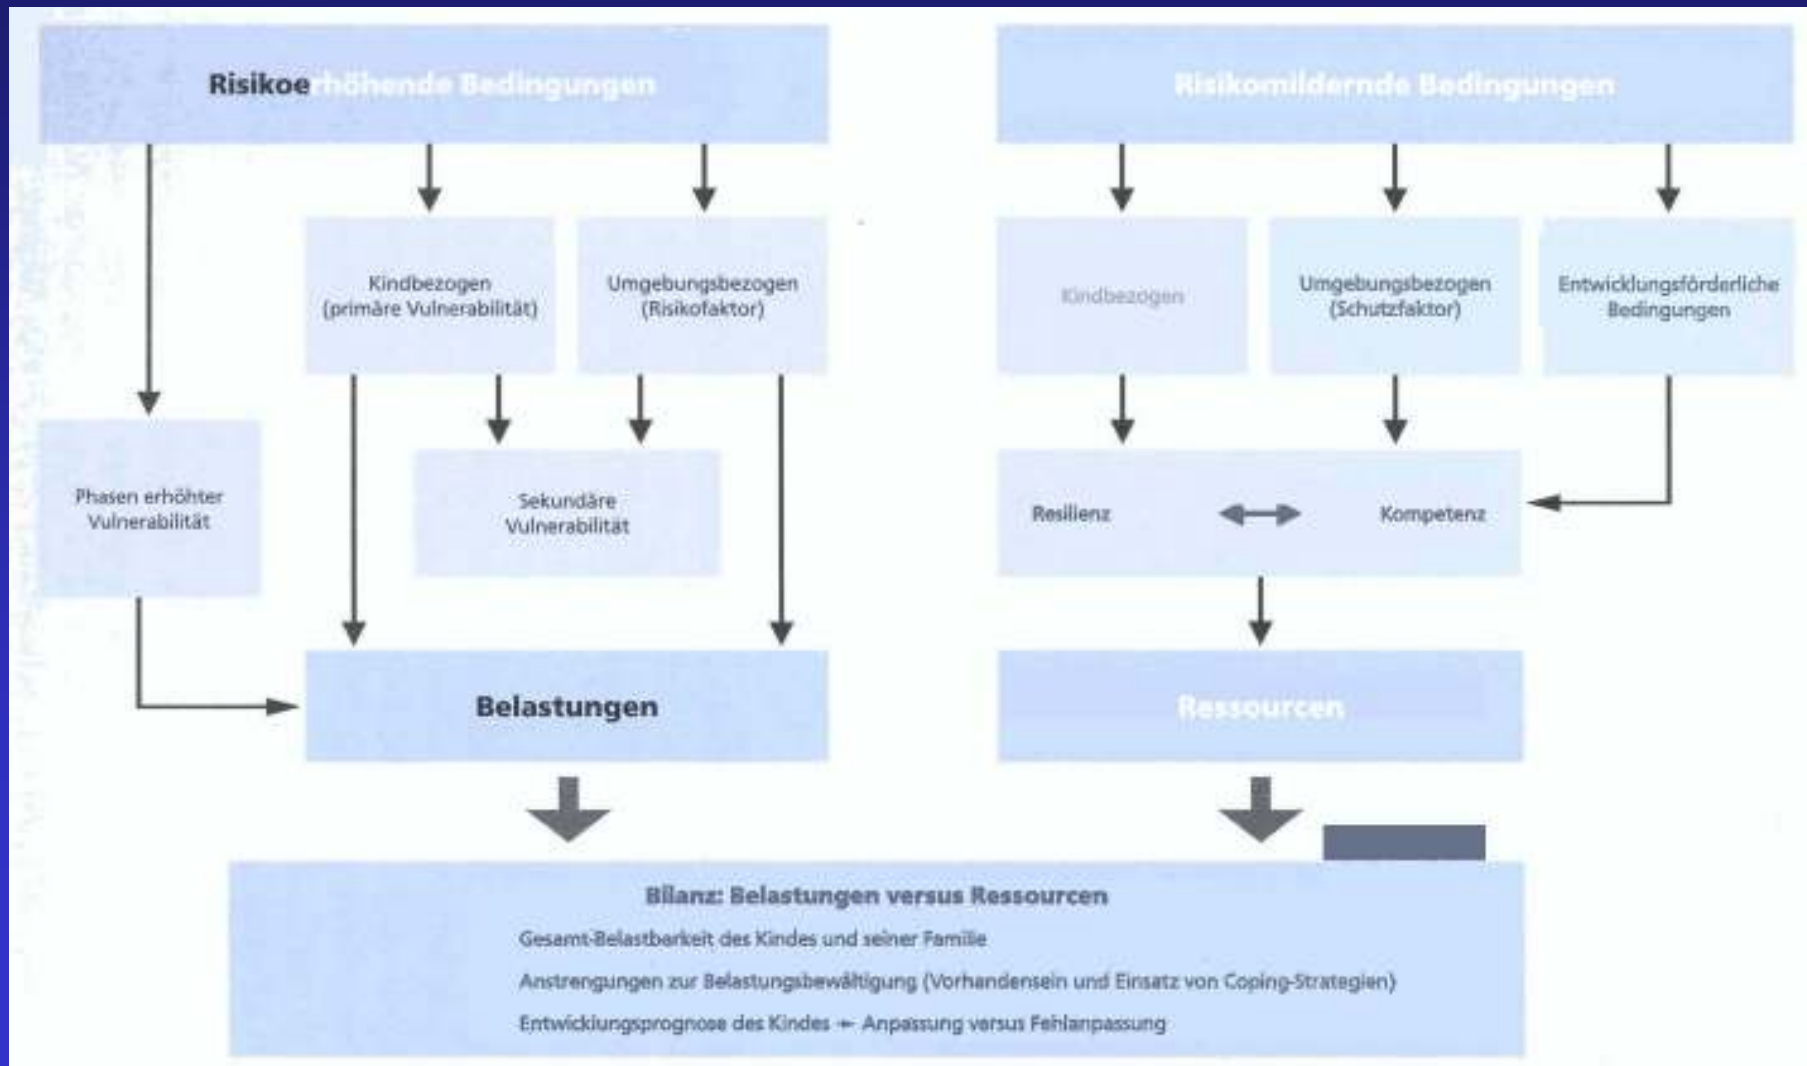 Risikoerhöhende Bedingungen
Risikomildernde Bedingungen
Kindbezogen
(primäre Vulnerabilität)
Umgebungsbezogen
(Risikofaktor)
Kindbezogen
Umgebungsbezogen
(Schutzfaktor)
Entwicklungsförderliche
Bedingungen
Phasen erhöhter
Vulnerabilität
Sekundäre
Vulnerabilität
Resilienz
Kompetenz
Belastungen
Ressourcen
Bilanz: Belastungen versus Ressourcen
Gesamt-Belastbarkeit des Kindes und seiner Familie
Anstrengungen zur Belastungsbewältigung (Vorhandensein und Einsatz von Coping-Strategien)
Entwicklungsprognose des Kindes ← Anpassung versus Fehlanpassung